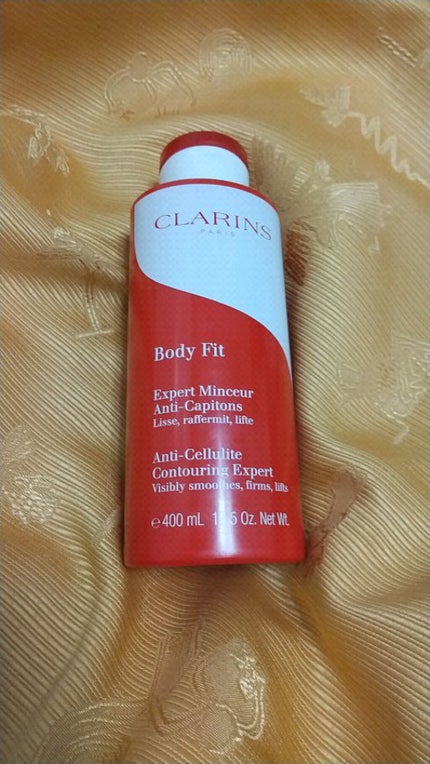 CLARINS
PARIS
Body Fit
Expert Minceur
Anti-Capitons
Lisse, raffermit, lifte
Anti-Cellulite
Contouring Expert
Visibly smoothes, firms, lifts
e 400 mL Oz. Net Wt.